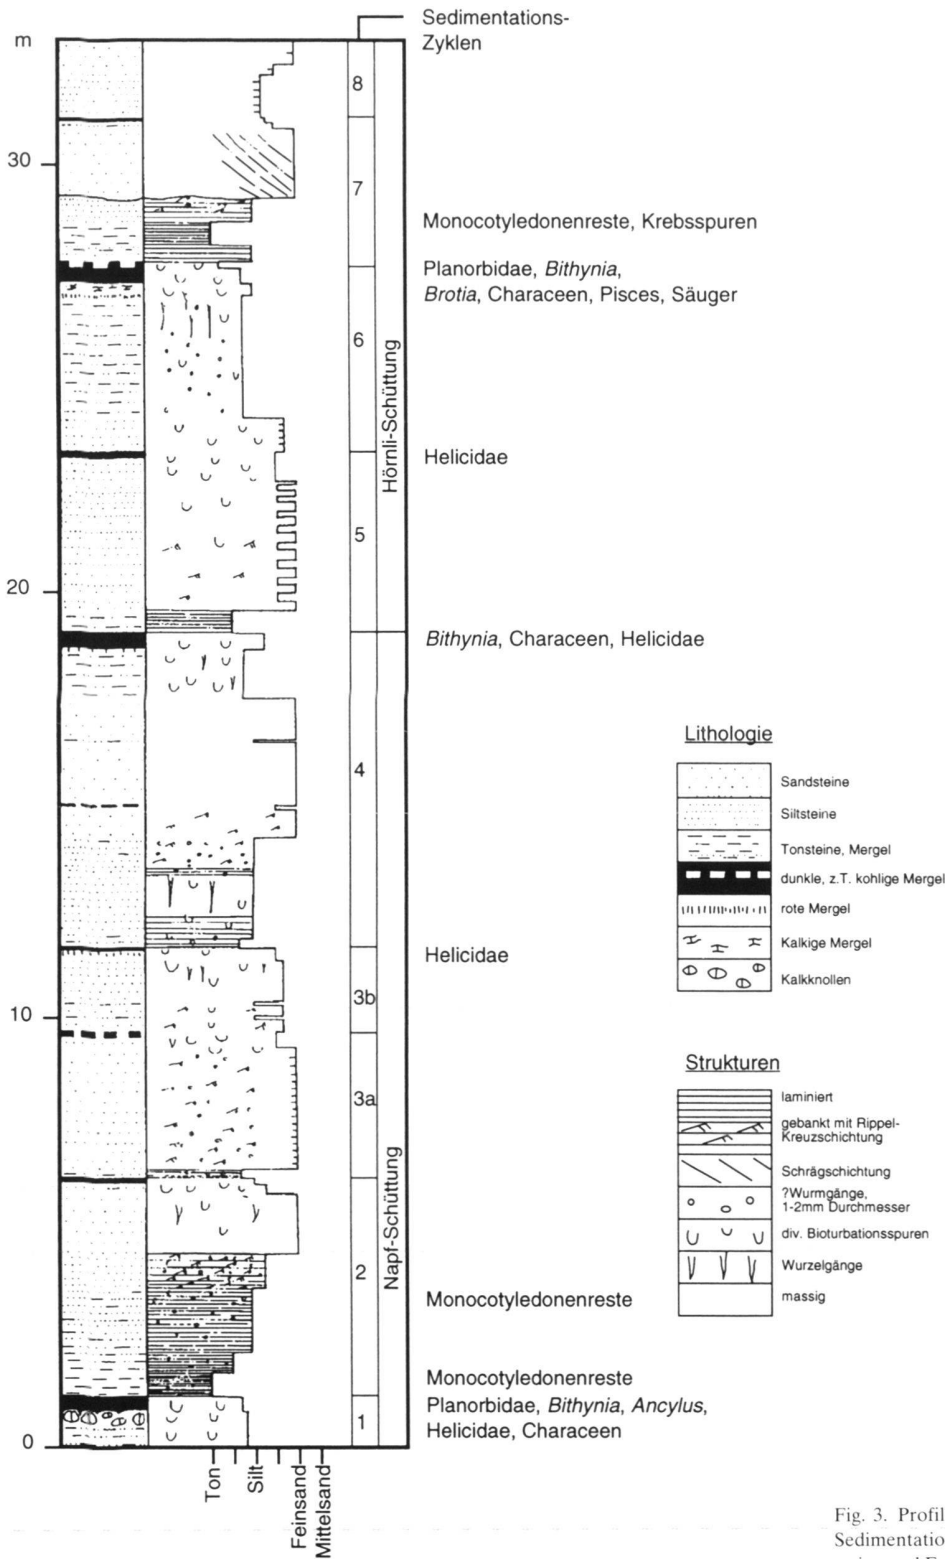 Sedimentations-
Zyklen
m
30
20
10
0
8
7
6
5
4
3b
3a
2
1
Hörnli-Schüttung
Napf-Schüttung
Monocotyledonenreste, Krebsspuren
Planorbidae, Bithynia,
Brotia, Characeen, Pisces, Säuger
Helicidae
Bithynia, Characeen, Helicidae
Helicidae
Monocotyledonenreste
Monocotyledonenreste
Planorbidae, Bithynia, Ancylus,
Helicidae, Characeen
Ton
Silt
Feinsand
Mittelsand
Lithologie
Sandsteine
Siltsteine
Tonsteine, Mergel
dunkle, z.T. kohlige Mergel
rote Mergel
Kalkige Mergel
Kalkknollen
Strukturen
laminiert
gebankt mit Rippel-
Kreuzschichtung
Schrägschichtung
?Wurmgänge,
1-2mm Durchmesser
div. Bioturbationsspuren
Wurzelgänge
massig
Fig. 3. Profil
Sedimentatio